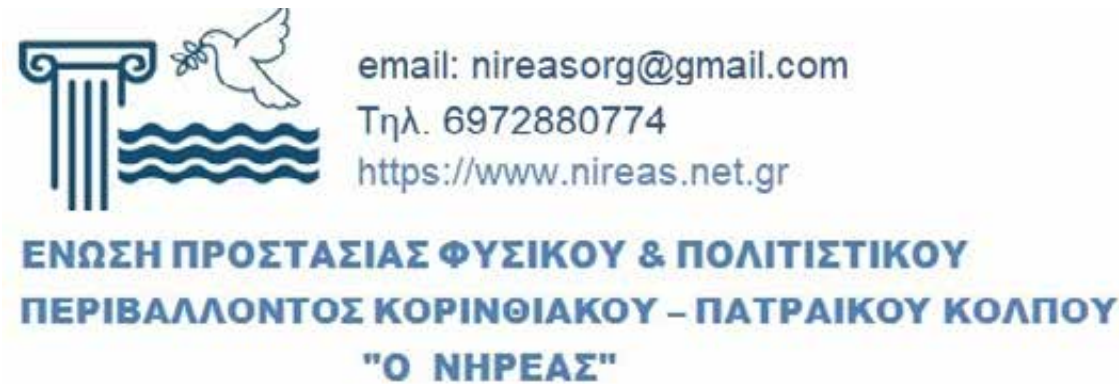 email: nireasorg@gmail.com
Τηλ. 6972880774
https://www.nireas.net.gr
ΕΝΩΣΗ ΠΡΟΣΤΑΣΙΑΣ ΦΥΣΙΚΟΥ & ΠΟΛΙΤΙΣΤΙΚΟΥ
ΠΕΡΙΒΑΛΛΟΝΤΟΣ ΚΟΡΙΝΘΙΑΚΟΥ – ΠΑΤΡΑΙΚΟΥ ΚΟΛΠΟΥ
"Ο ΝΗΡΕΑΣ"